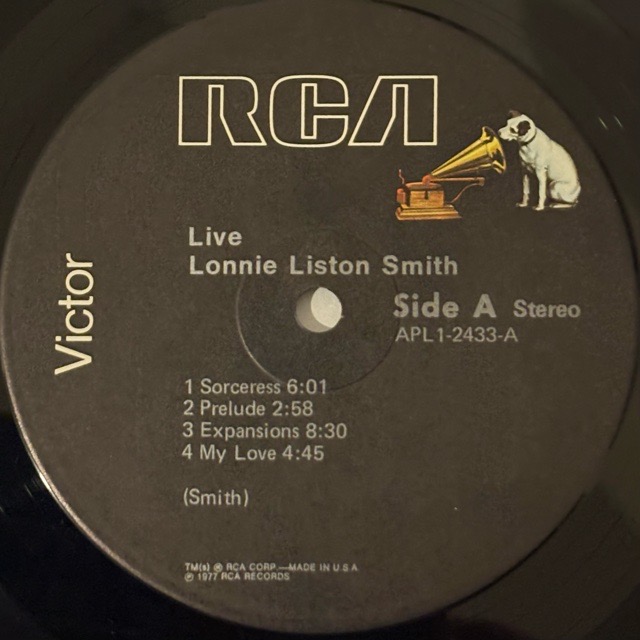 RCA
Victor
Live
Lonnie Liston Smith
Side A Stereo
APL1-2433-A
1 Sorceress 6:01
2 Prelude 2:58
3 Expansions 8:30
4 My Love 4:45
(Smith)
TM(s) ® RCA CORP.—MADE IN U.S.A.
℗ 1977 RCA RECORDS